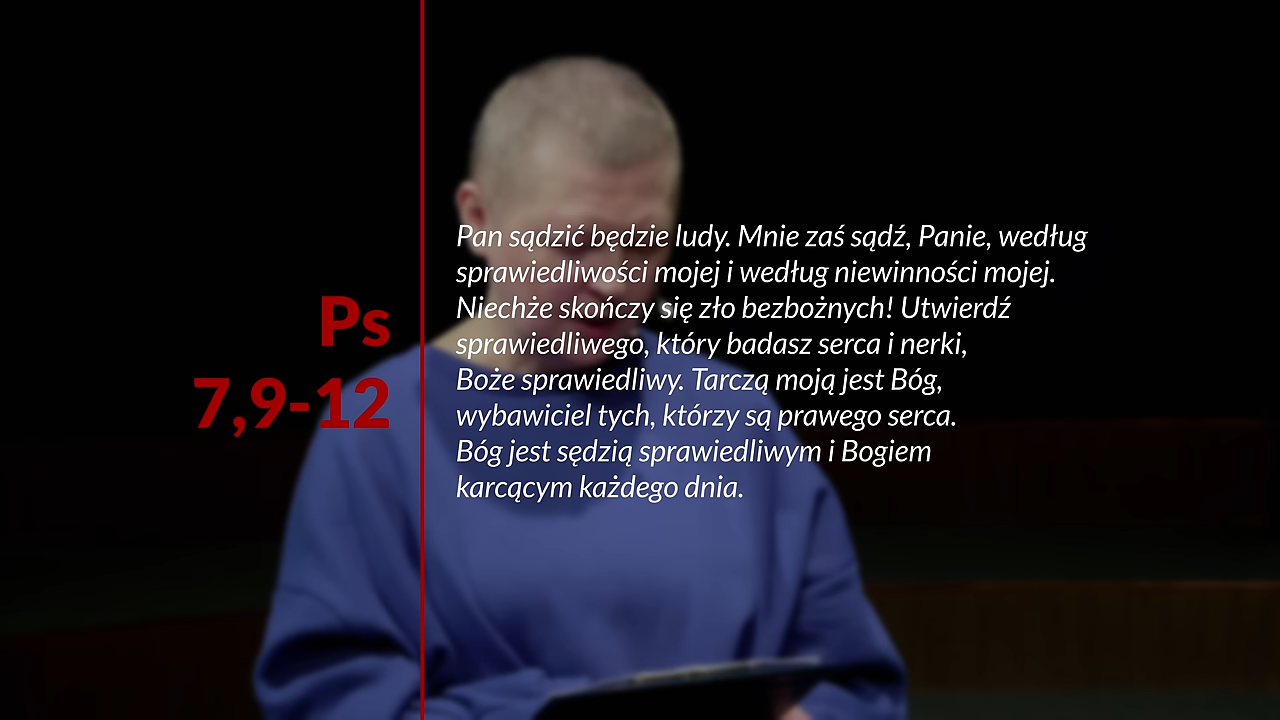 Ps
7,9-12
Pan sądzić będzie ludy. Mnie zaś sądź, Panie, według
sprawiedliwości mojej i według niewinności mojej.
Niechże skończy się zło bezbożnych! Utwierdź
sprawiedliwego, który badasz serca i nerki,
Boże sprawiedliwy. Tarczą moją jest Bóg,
wybawiciel tych, którzy są prawego serca.
Bóg jest sędzią sprawiedliwym i Bogiem
karcącym każdego dnia.